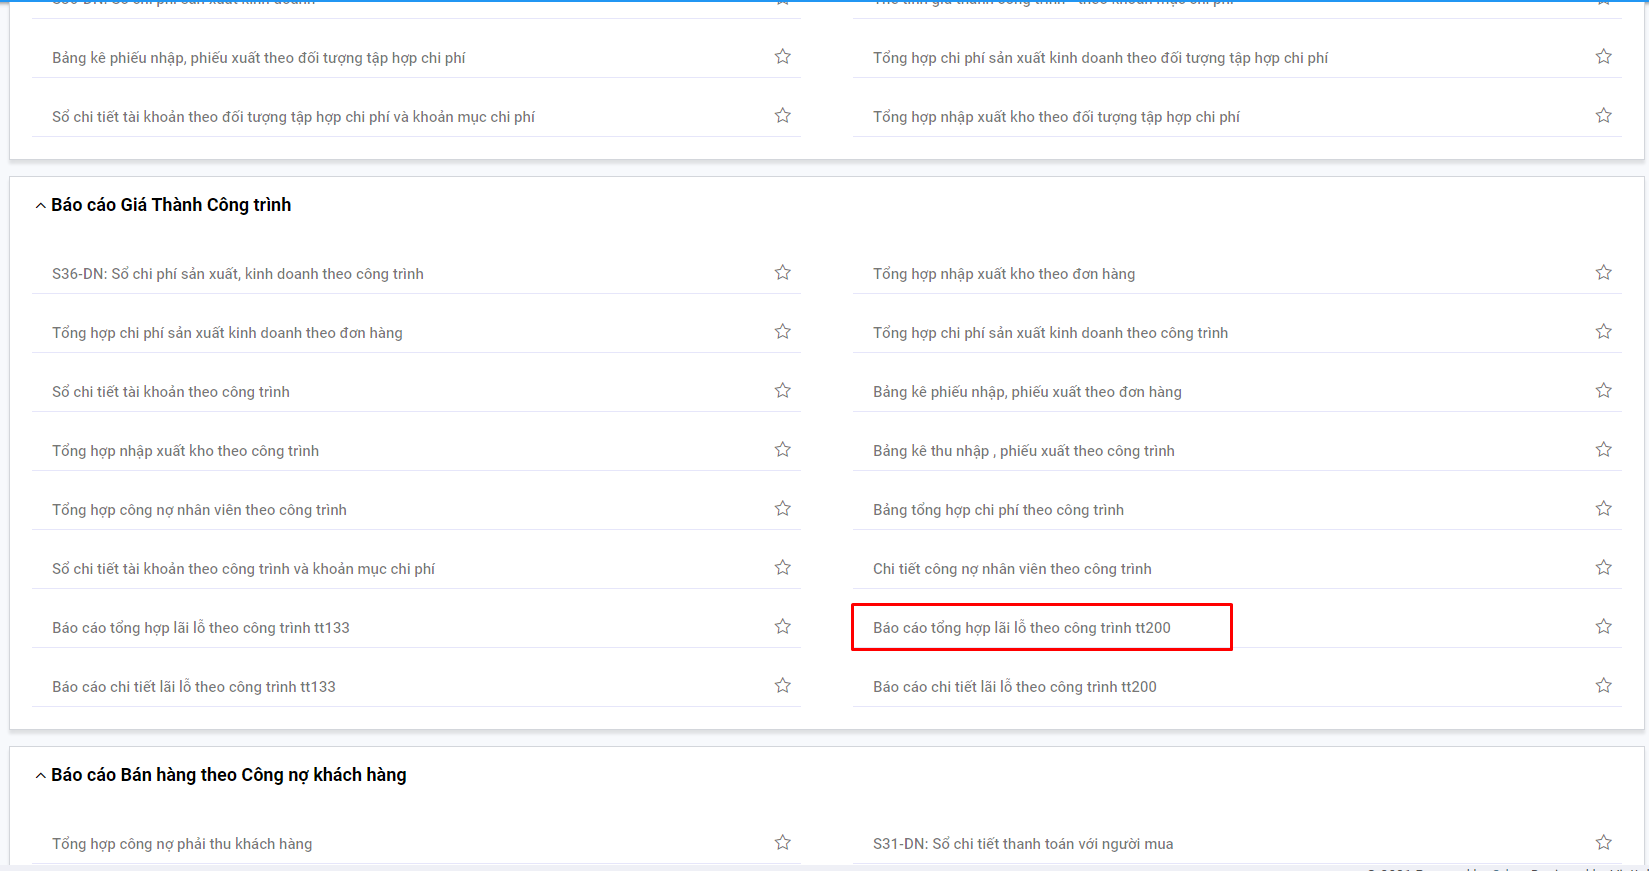 Bảng kê phiếu nhập, phiếu xuất theo đối tượng tập hợp chi phí
Tổng hợp chi phí sản xuất kinh doanh theo đối tượng tập hợp chi phí
Sổ chi tiết tài khoản theo đối tượng tập hợp chi phí và khoản mục chi phí
Tổng hợp nhập xuất kho theo đối tượng tập hợp chi phí
Báo cáo Giá Thành Công trình
S36-DN: Sổ chi phí sản xuất, kinh doanh theo công trình
Tổng hợp nhập xuất kho theo đơn hàng
Tổng hợp chi phí sản xuất kinh doanh theo đơn hàng
Tổng hợp chi phí sản xuất kinh doanh theo công trình
Sổ chi tiết tài khoản theo công trình
Bảng kê phiếu nhập, phiếu xuất theo đơn hàng
Tổng hợp nhập xuất kho theo công trình
Bảng kê thu nhập , phiếu xuất theo công trình
Tổng hợp công nợ nhân viên theo công trình
Bảng tổng hợp chi phí theo công trình
Sổ chi tiết tài khoản theo công trình và khoản mục chi phí
Chi tiết công nợ nhân viên theo công trình
Báo cáo tổng hợp lãi lỗ theo công trình tt133
Báo cáo tổng hợp lãi lỗ theo công trình tt200
Báo cáo chi tiết lãi lỗ theo công trình tt133
Báo cáo chi tiết lãi lỗ theo công trình tt200
Báo cáo Bán hàng theo Công nợ khách hàng
Tổng hợp công nợ phải thu khách hàng
S31-DN: Sổ chi tiết thanh toán với người mua